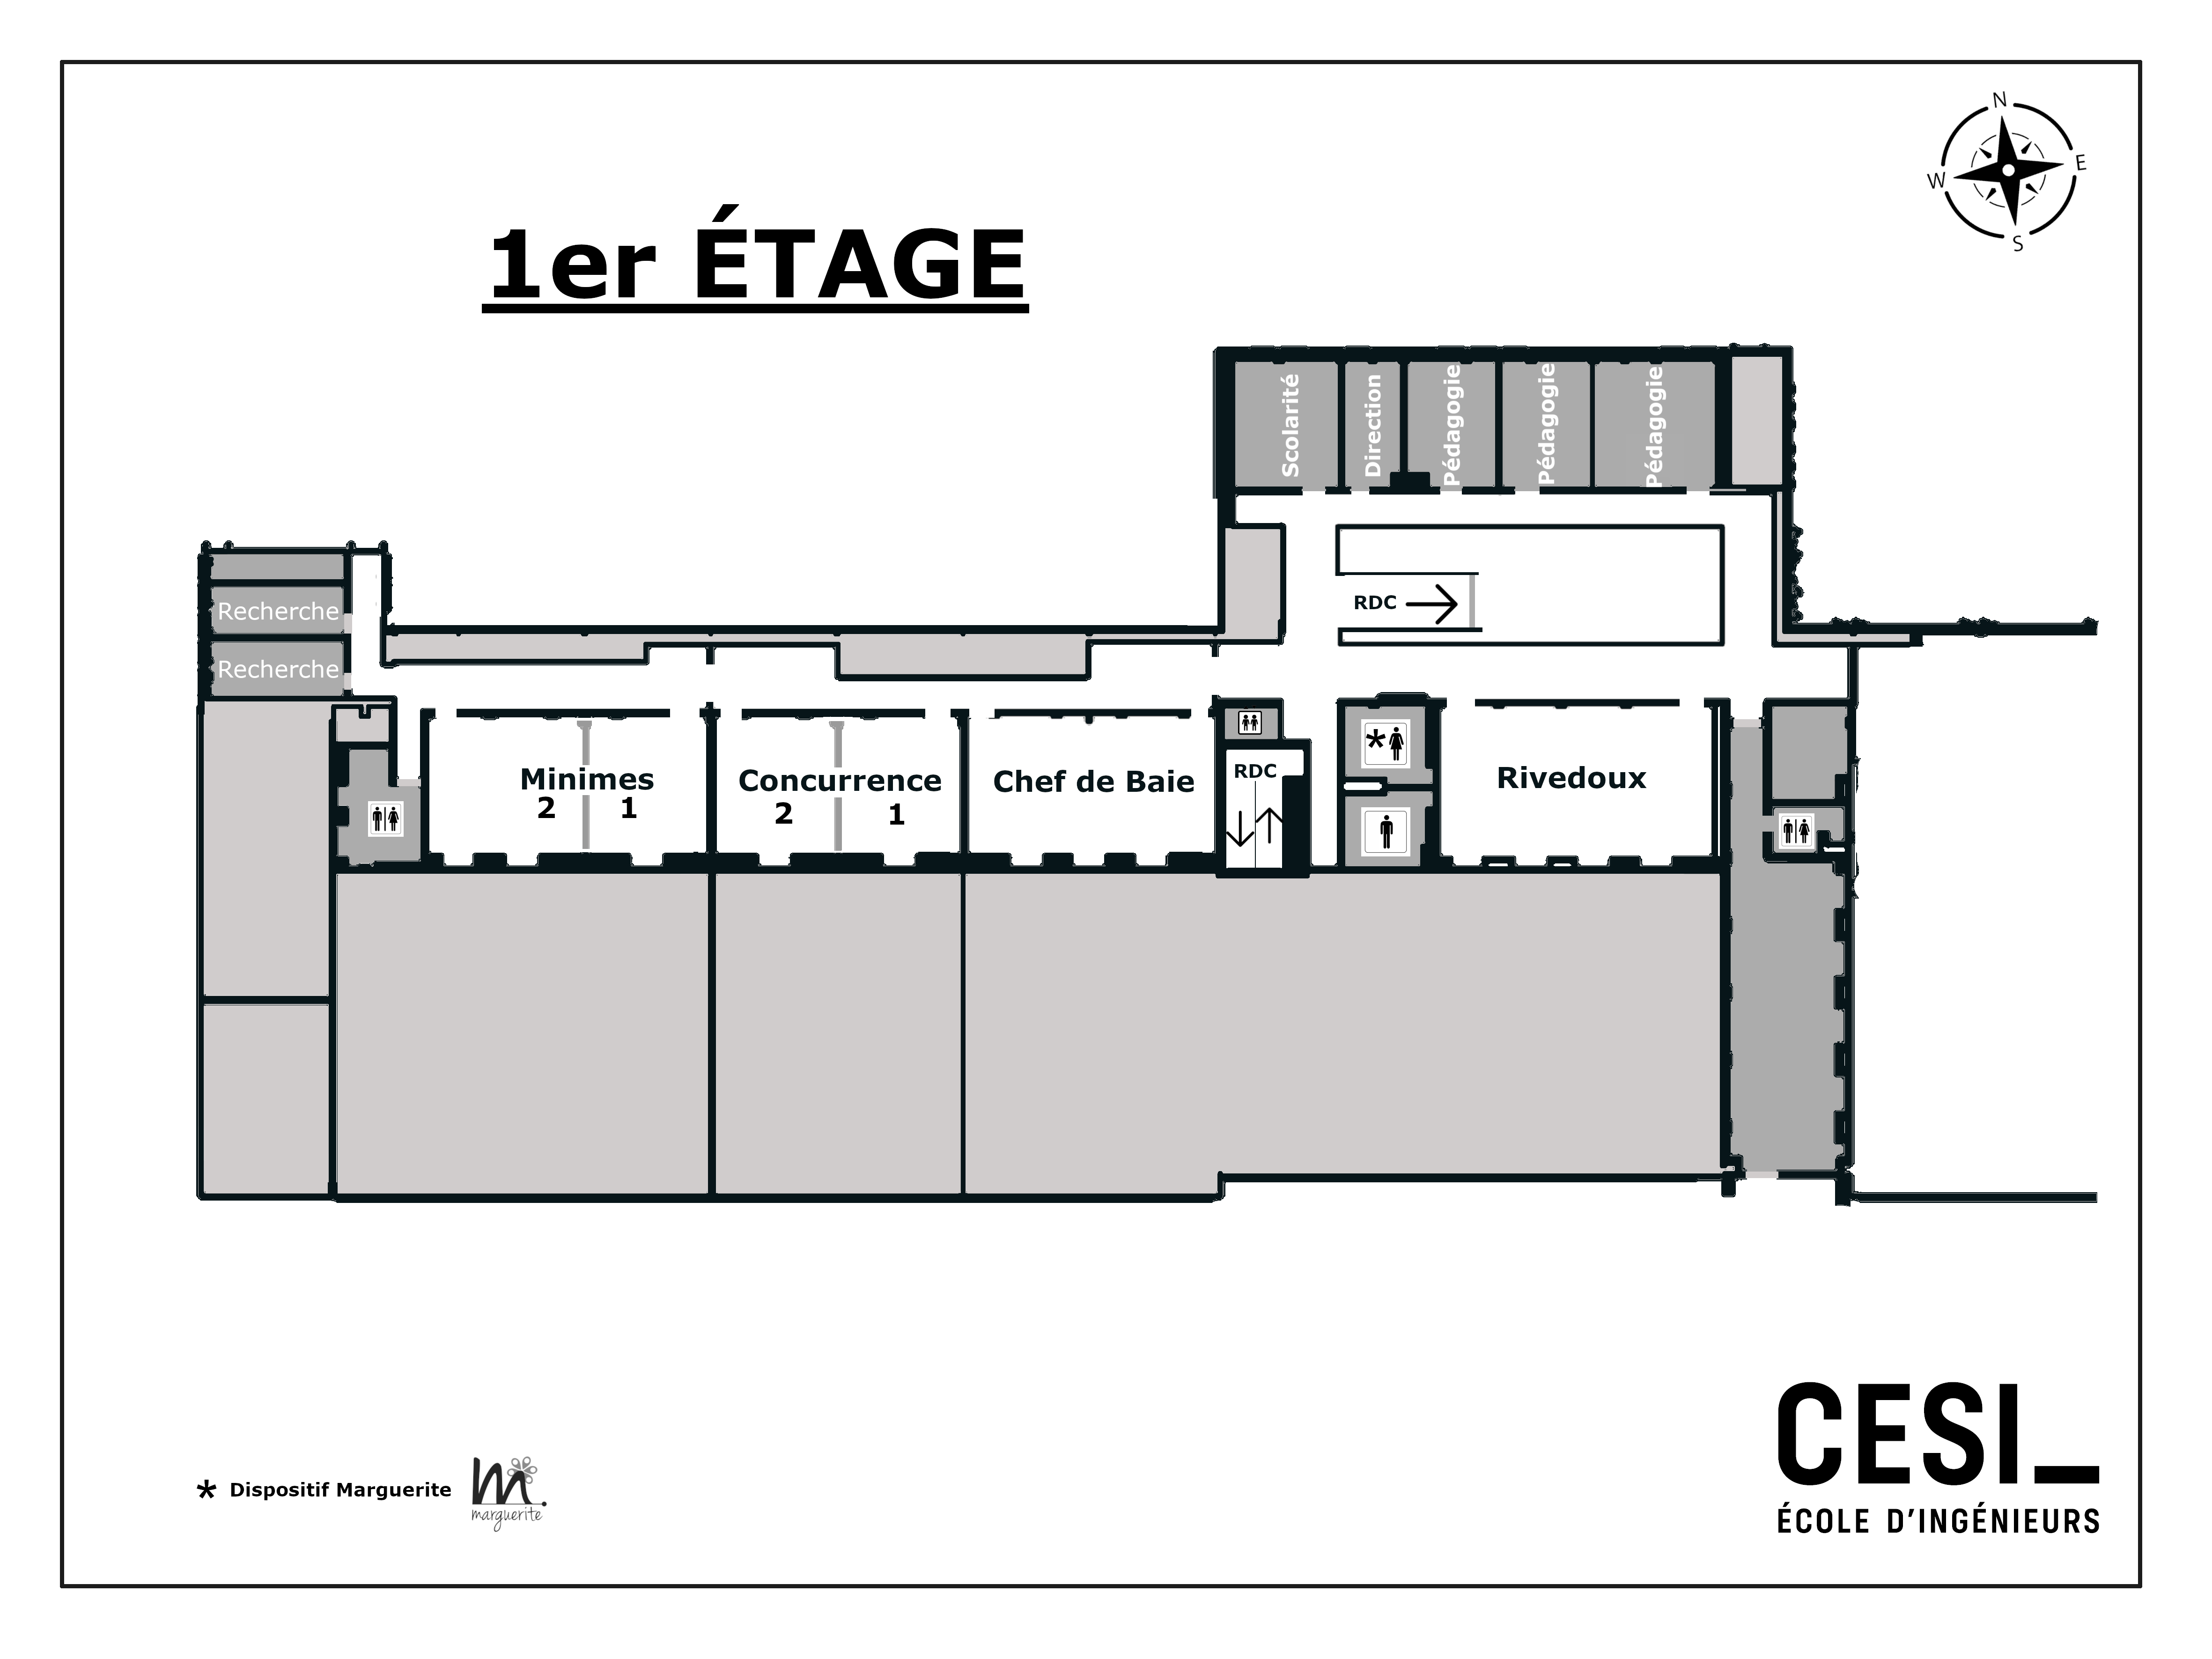 N
W
E
S
1er ÉTAGE
Scolarité
Direction
Pédagogie
Pédagogie
Pédagogie
RDC
Recherche
Recherche
RDC
Minimes
2 1
Concurrence
2 1
Chef de Baie
*
Rivedoux
* Dispositif Marguerite
m.
marguerite
CESI_
ÉCOLE D'INGÉNIEURS